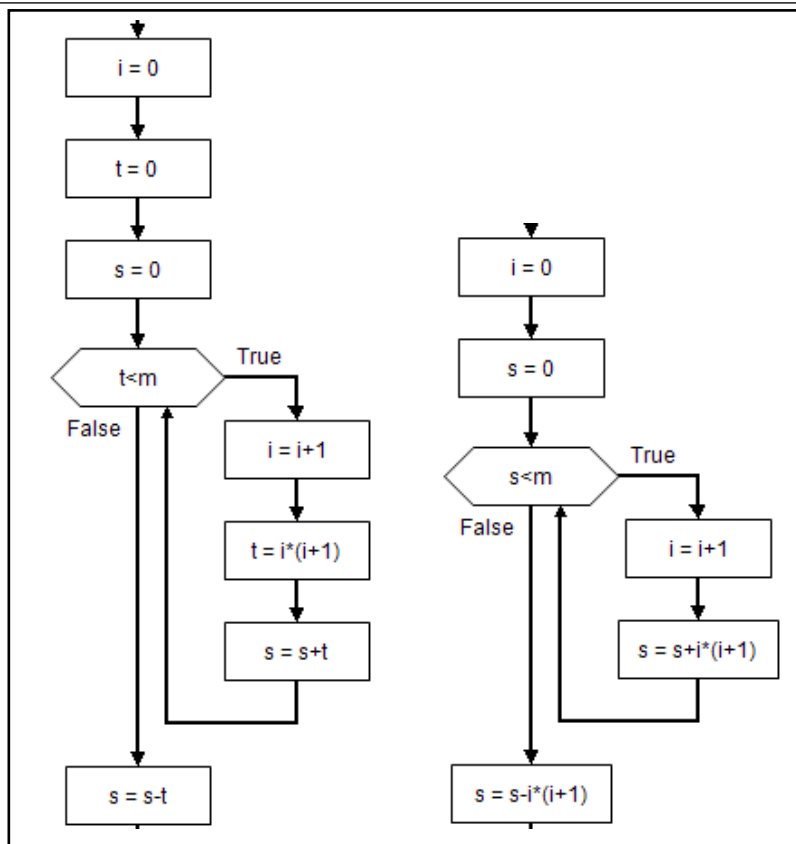 i = 0
t = 0
s = 0
t<m
True
False
i = i+1
t = i*(i+1)
s = s+t
s = s-t
i = 0
s = 0
s<m
True
False
i = i+1
s = s+i*(i+1)
s = s-i*(i+1)